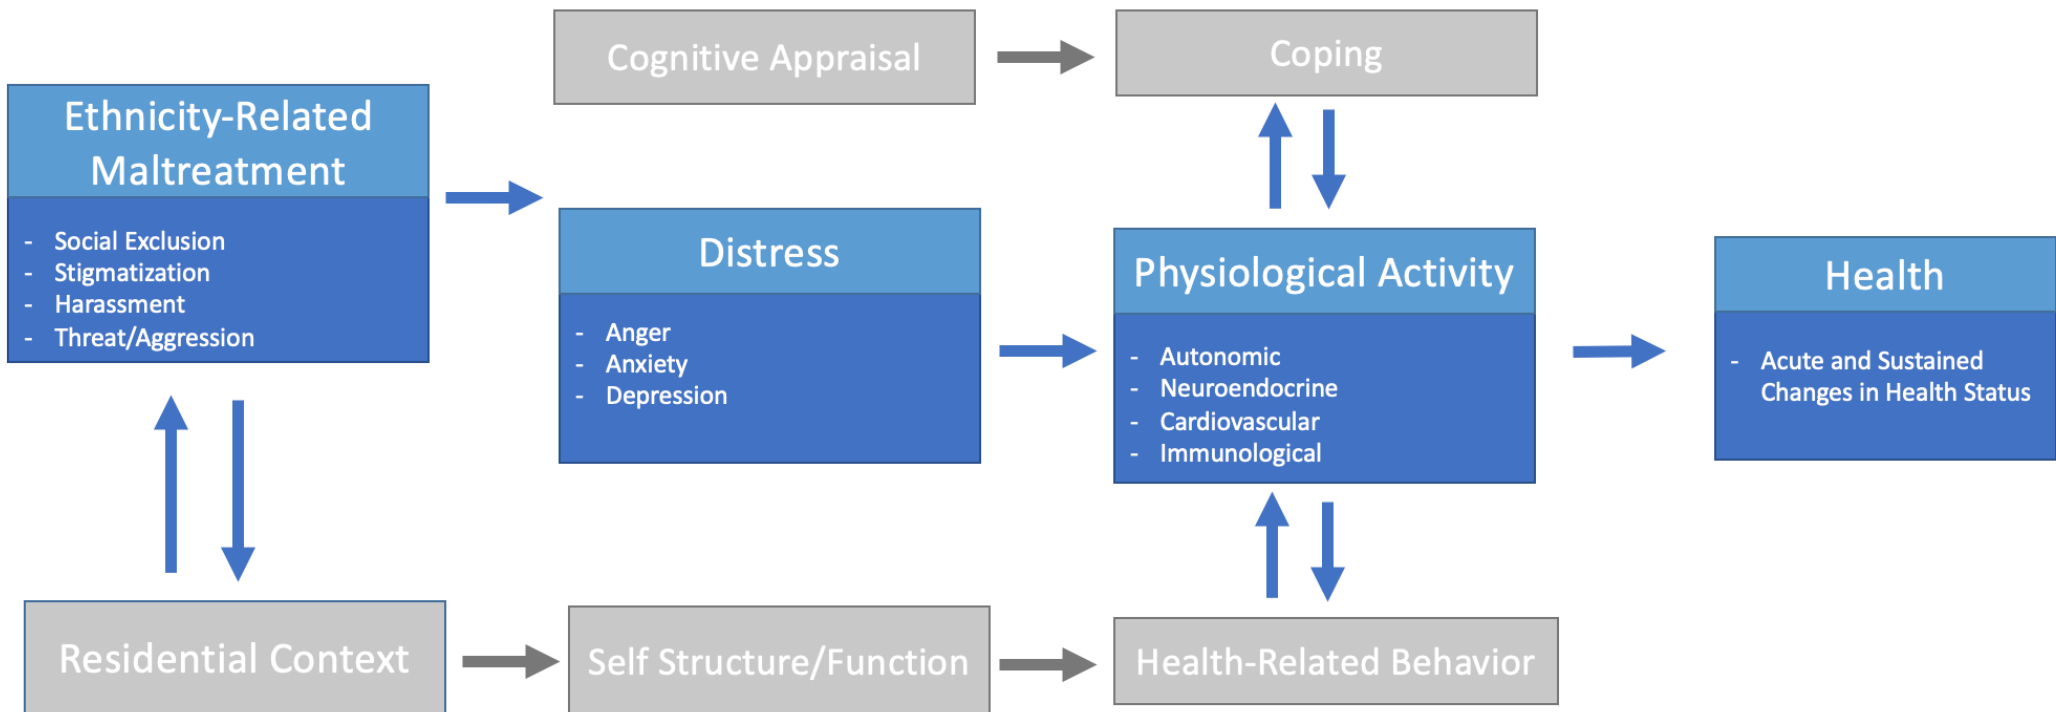 Cognitive Appraisal
Coping
Ethnicity-Related
Maltreatment
- Social Exclusion
- Stigmatization
- Harassment
- Threat/Aggression
Distress
- Anger
- Anxiety
- Depression
Physiological Activity
- Autonomic
- Neuroendocrine
- Cardiovascular
- Immunological
Health
- Acute and Sustained
Changes in Health Status
Residential Context
Self Structure/Function
Health-Related Behavior